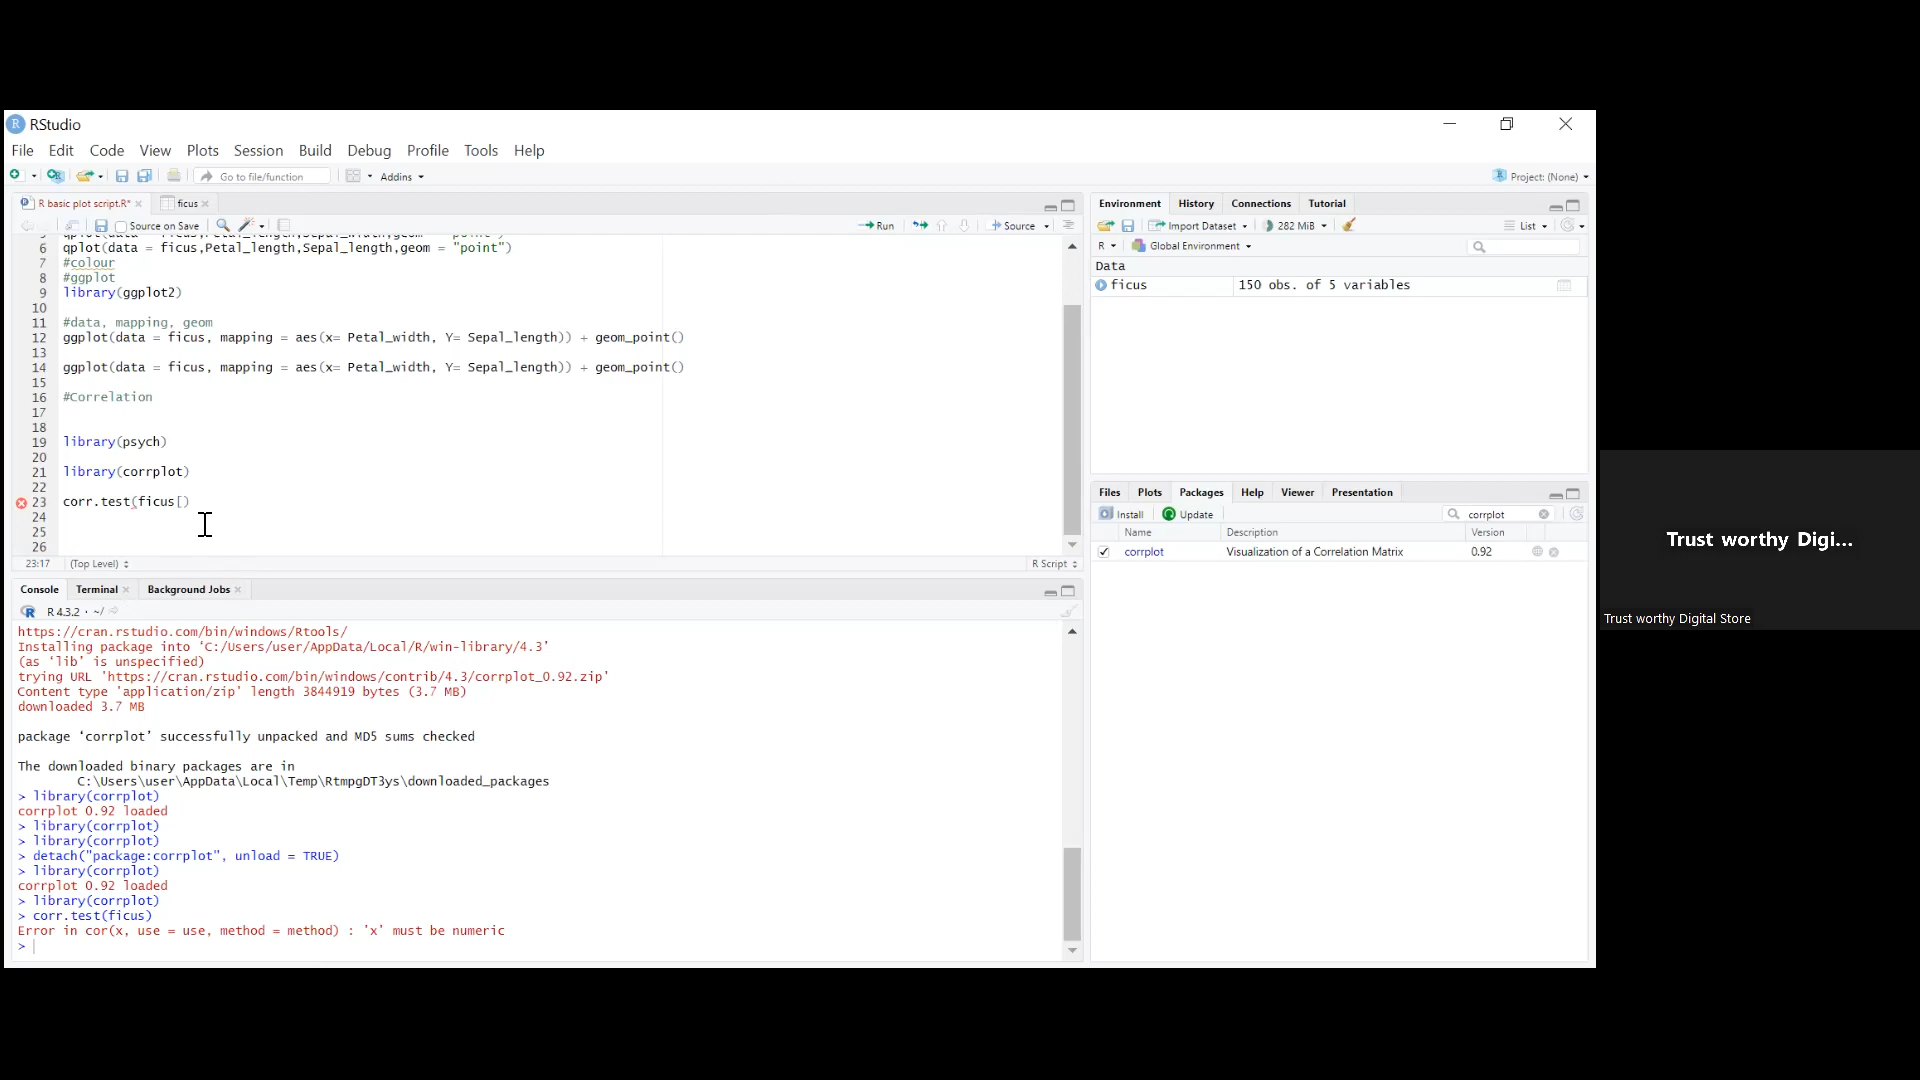 RStudio
File Edit Code View Plots Session Build Debug Profile Tools Help
Go to file/function Addins Project: (None)
R basic plot script.R* ficus
Source on Save Run Source
6 qplot(data = ficus,Petal_length,Sepal_length,geom = "point")
7 #colour
8 #ggplot
9 library(ggplot2)
10
11 #data, mapping, geom
12 ggplot(data = ficus, mapping = aes(x= Petal_width, Y= Sepal_length)) + geom_point()
13
14 ggplot(data = ficus, mapping = aes(x= Petal_width, Y= Sepal_length)) + geom_point()
15
16 #Correlation
17
18
19 library(psych)
20
21 library(corrplot)
22
23 corr.test(ficus[)
24
25
26
23:17 (Top Level) R Script
Console Terminal Background Jobs
R 4.3.2 · ~/
https://cran.rstudio.com/bin/windows/Rtools/
Installing package into ‘C:/Users/user/AppData/Local/R/win-library/4.3’
(as ‘lib’ is unspecified)
trying URL 'https://cran.rstudio.com/bin/windows/contrib/4.3/corrplot_0.92.zip'
Content type 'application/zip' length 3844919 bytes (3.7 MB)
downloaded 3.7 MB
package ‘corrplot’ successfully unpacked and MD5 sums checked
The downloaded binary packages are in
C:\Users\user\AppData\Local\Temp\RtmpgDT3ys\downloaded_packages
> library(corrplot)
corrplot 0.92 loaded
> library(corrplot)
> library(corrplot)
> detach("package:corrplot", unload = TRUE)
> library(corrplot)
corrplot 0.92 loaded
> library(corrplot)
> corr.test(ficus)
Error in cor(x, use = use, method = method) : 'x' must be numeric
>
Environment History Connections Tutorial
Import Dataset 282 MiB List
R Global Environment
Data
ficus 150 obs. of 5 variables
Files Plots Packages Help Viewer Presentation
Install Update corrplot
Name Description Version
corrplot Visualization of a Correlation Matrix 0.92
Trust worthy Digi...
Trust worthy Digital Store